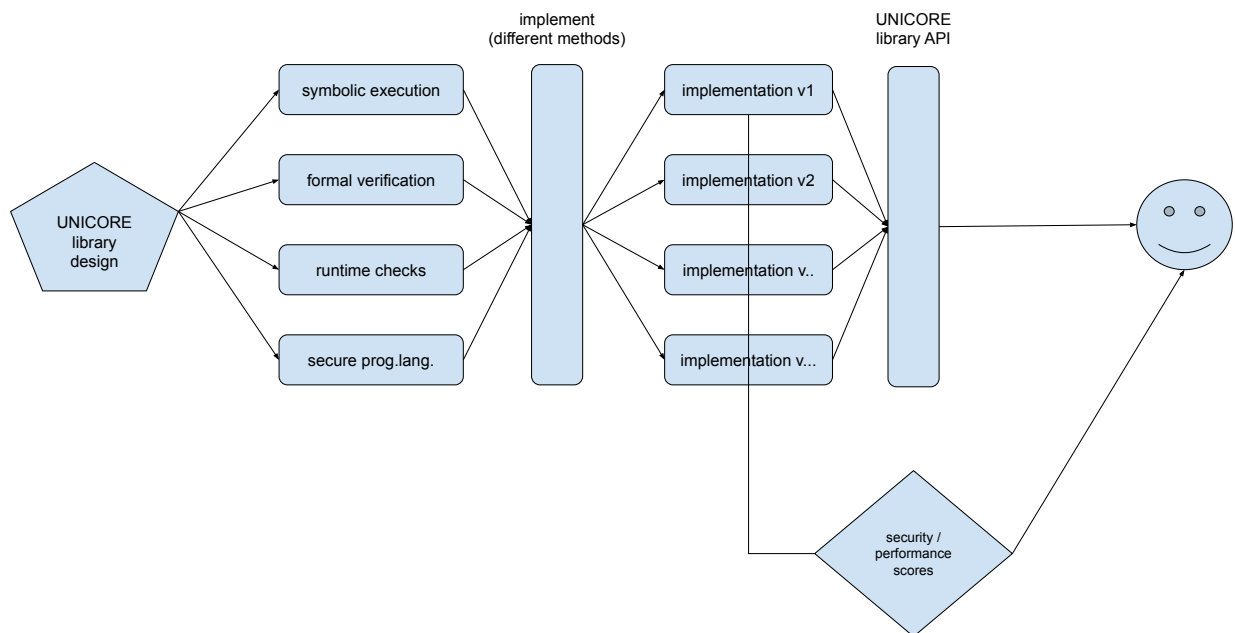 implement
(different methods)
UNICORE
library API
symbolic execution
implementation v1
formal verification
implementation v2
UNICORE
library
design
runtime checks
implementation v..
secure prog.lang.
implementation v...
security /
performance
scores